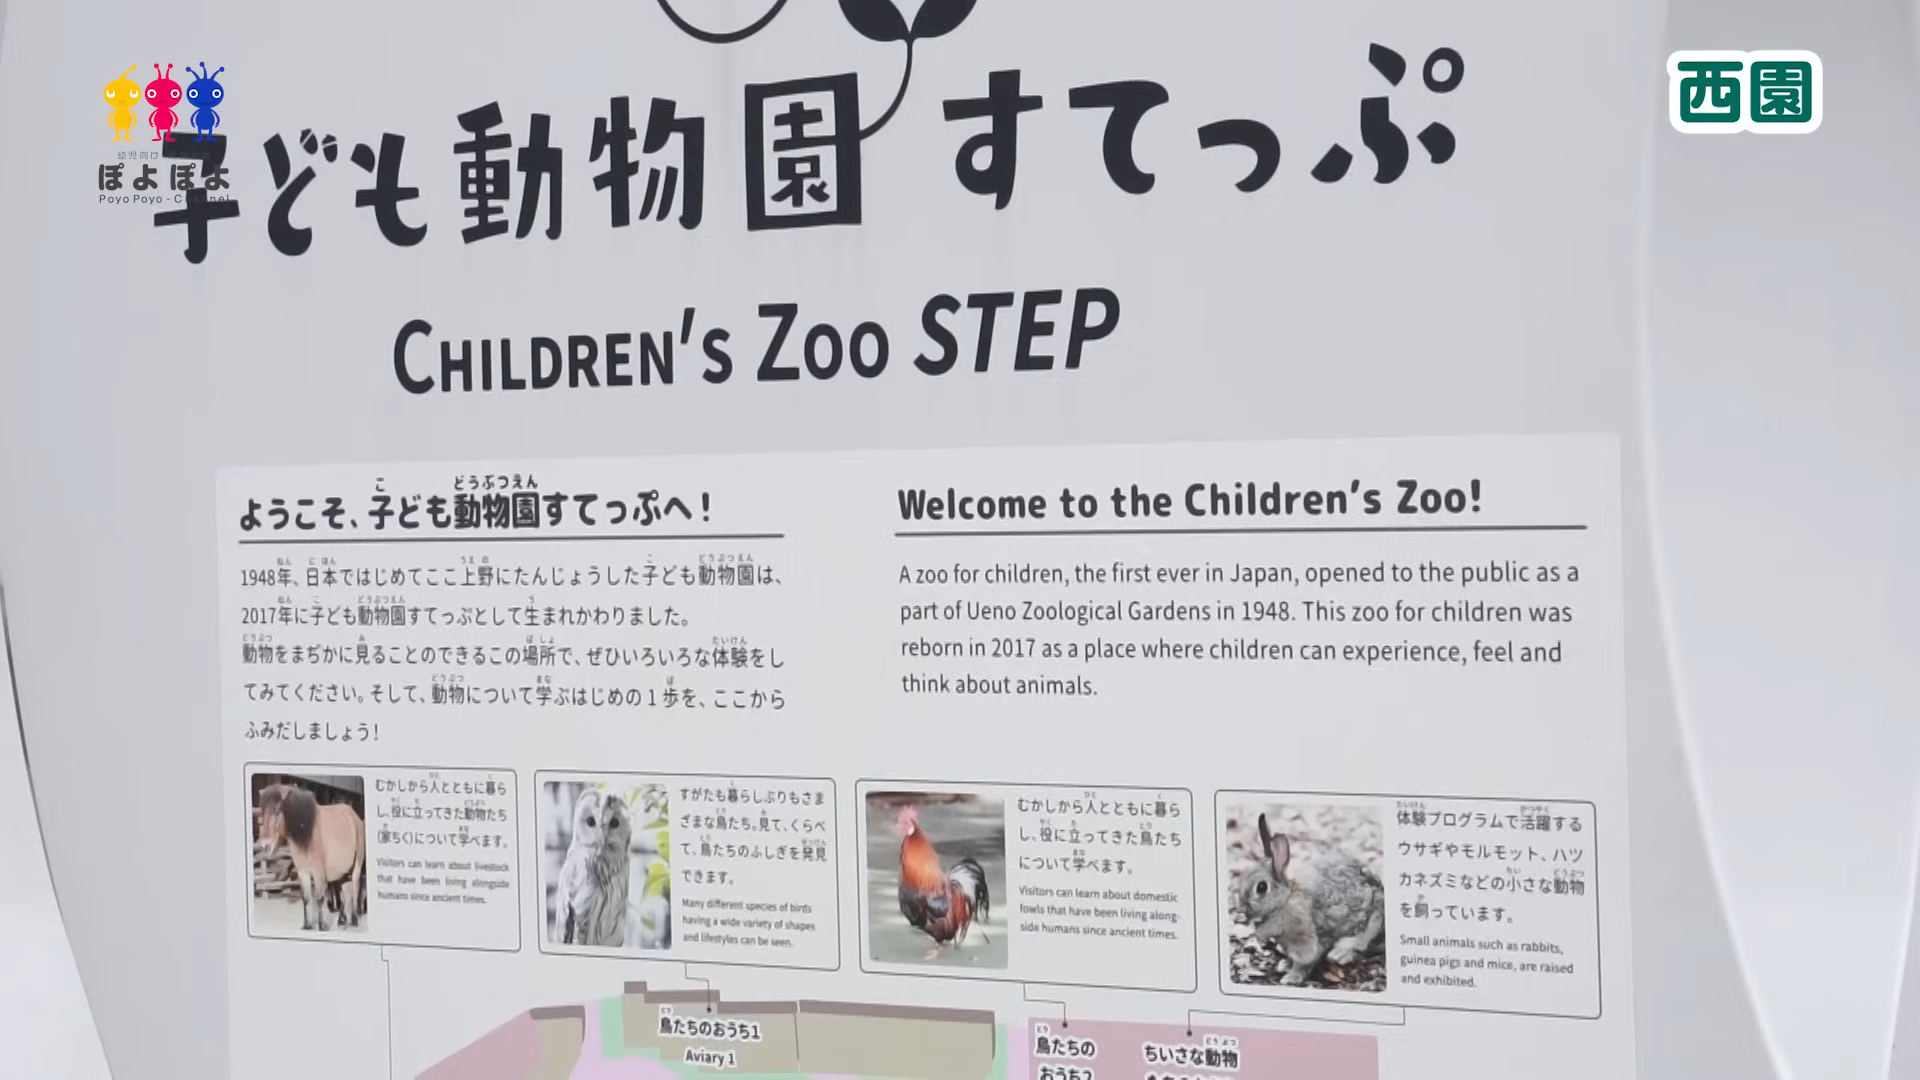 西園
幼児向け
ぽよぽよ
Poyo Poyo - Channel
子ども動物園 すてっぷ
CHILDREN'S ZOO STEP
ようこそ、子ども動物園すてっぷへ！
1948年、日本ではじめてここ上野にたんじょうした子ども動物園は、
2017年に子ども動物園すてっぷとして生まれかわりました。
動物をまぢかに見ることのできるこの場所で、ぜひいろいろな体験をし
てみてください。そして、動物について学ぶはじめの1歩を、ここから
ふみだしましょう！
Welcome to the Children's Zoo!
A zoo for children, the first ever in Japan, opened to the public as a
part of Ueno Zoological Gardens in 1948. This zoo for children was
reborn in 2017 as a place where children can experience, feel and
think about animals.
むかしから人とともに暮ら
し、役に立ってきた動物たち
（家ちく）について学べます。
Visitors can learn about livestock
that have been living alongside
humans since ancient times.
すがたも暮らしぶりもさま
ざまな鳥たち。見て、くらべ
て、鳥たちのふしぎを発見
できます。
Many different species of birds
having a wide variety of shapes
and lifestyles can be seen.
むかしから人とともに暮ら
し、役に立ってきた鳥たち
について学べます。
Visitors can learn about domestic
fowls that have been living along-
side humans since ancient times.
体験プログラムで活躍する
ウサギやモルモット、ハツ
カネズミなどの小さな動物
を飼っています。
Small animals such as rabbits,
guinea pigs and mice, are raised
and exhibited.
鳥たちのおうち1
Aviary 1
鳥たちの
おうち2
ちいさな動物